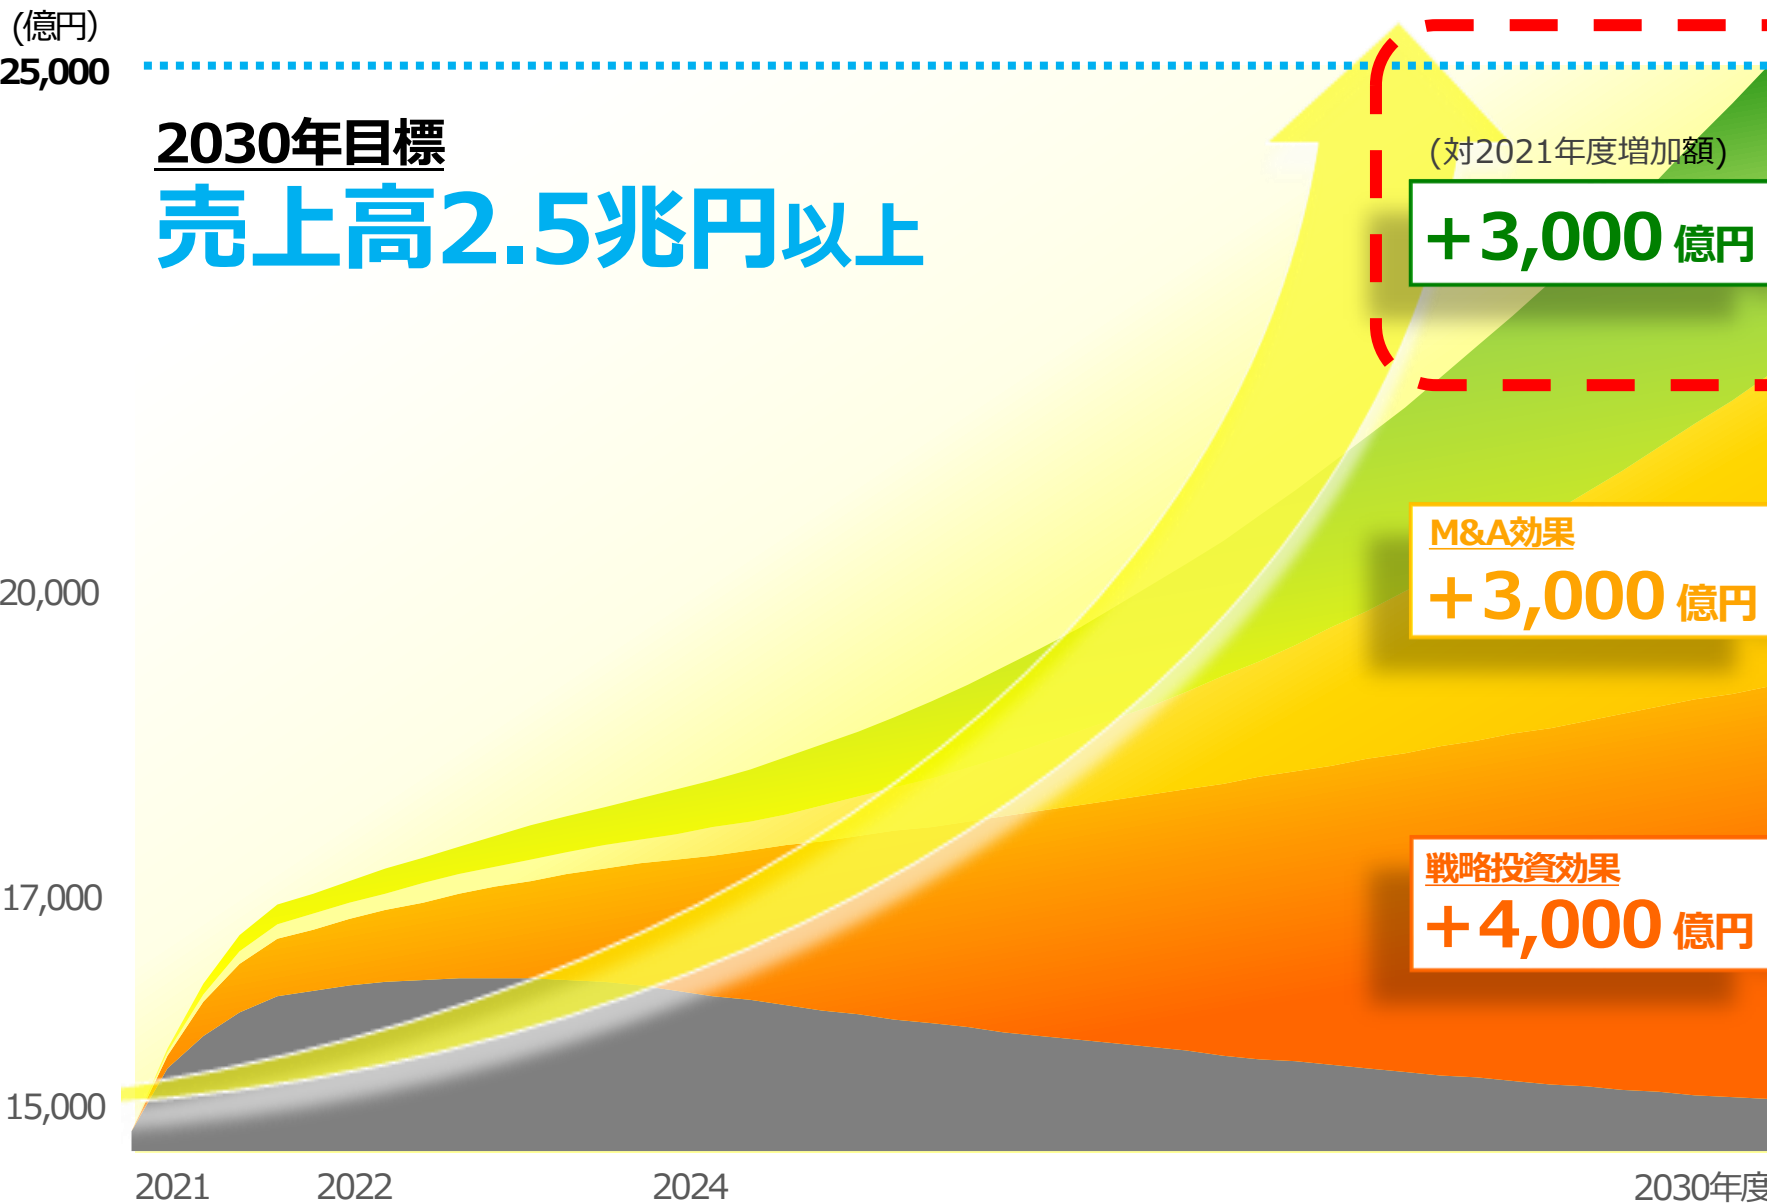 (億円)
25,000
2030年目標
売上高2.5兆円以上
(対2021年度増加額)
+3,000 億円
M&A効果
+3,000 億円
20,000
戦略投資効果
+4,000 億円
17,000
15,000
2021 2022 2024 2030年度